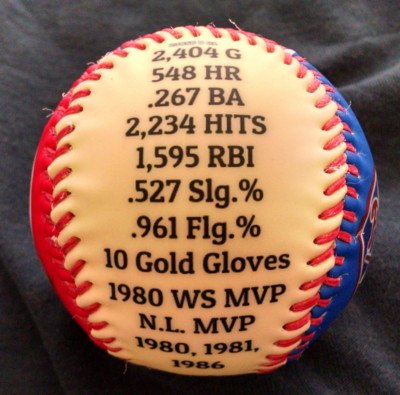 2,404 G
548 HR
.267 BA
2,234 HITS
1,595 RBI
.527 Slg.%
.961 Flg.%
10 Gold Gloves
1980 WS MVP
N.L. MVP
1980, 1981,
1986